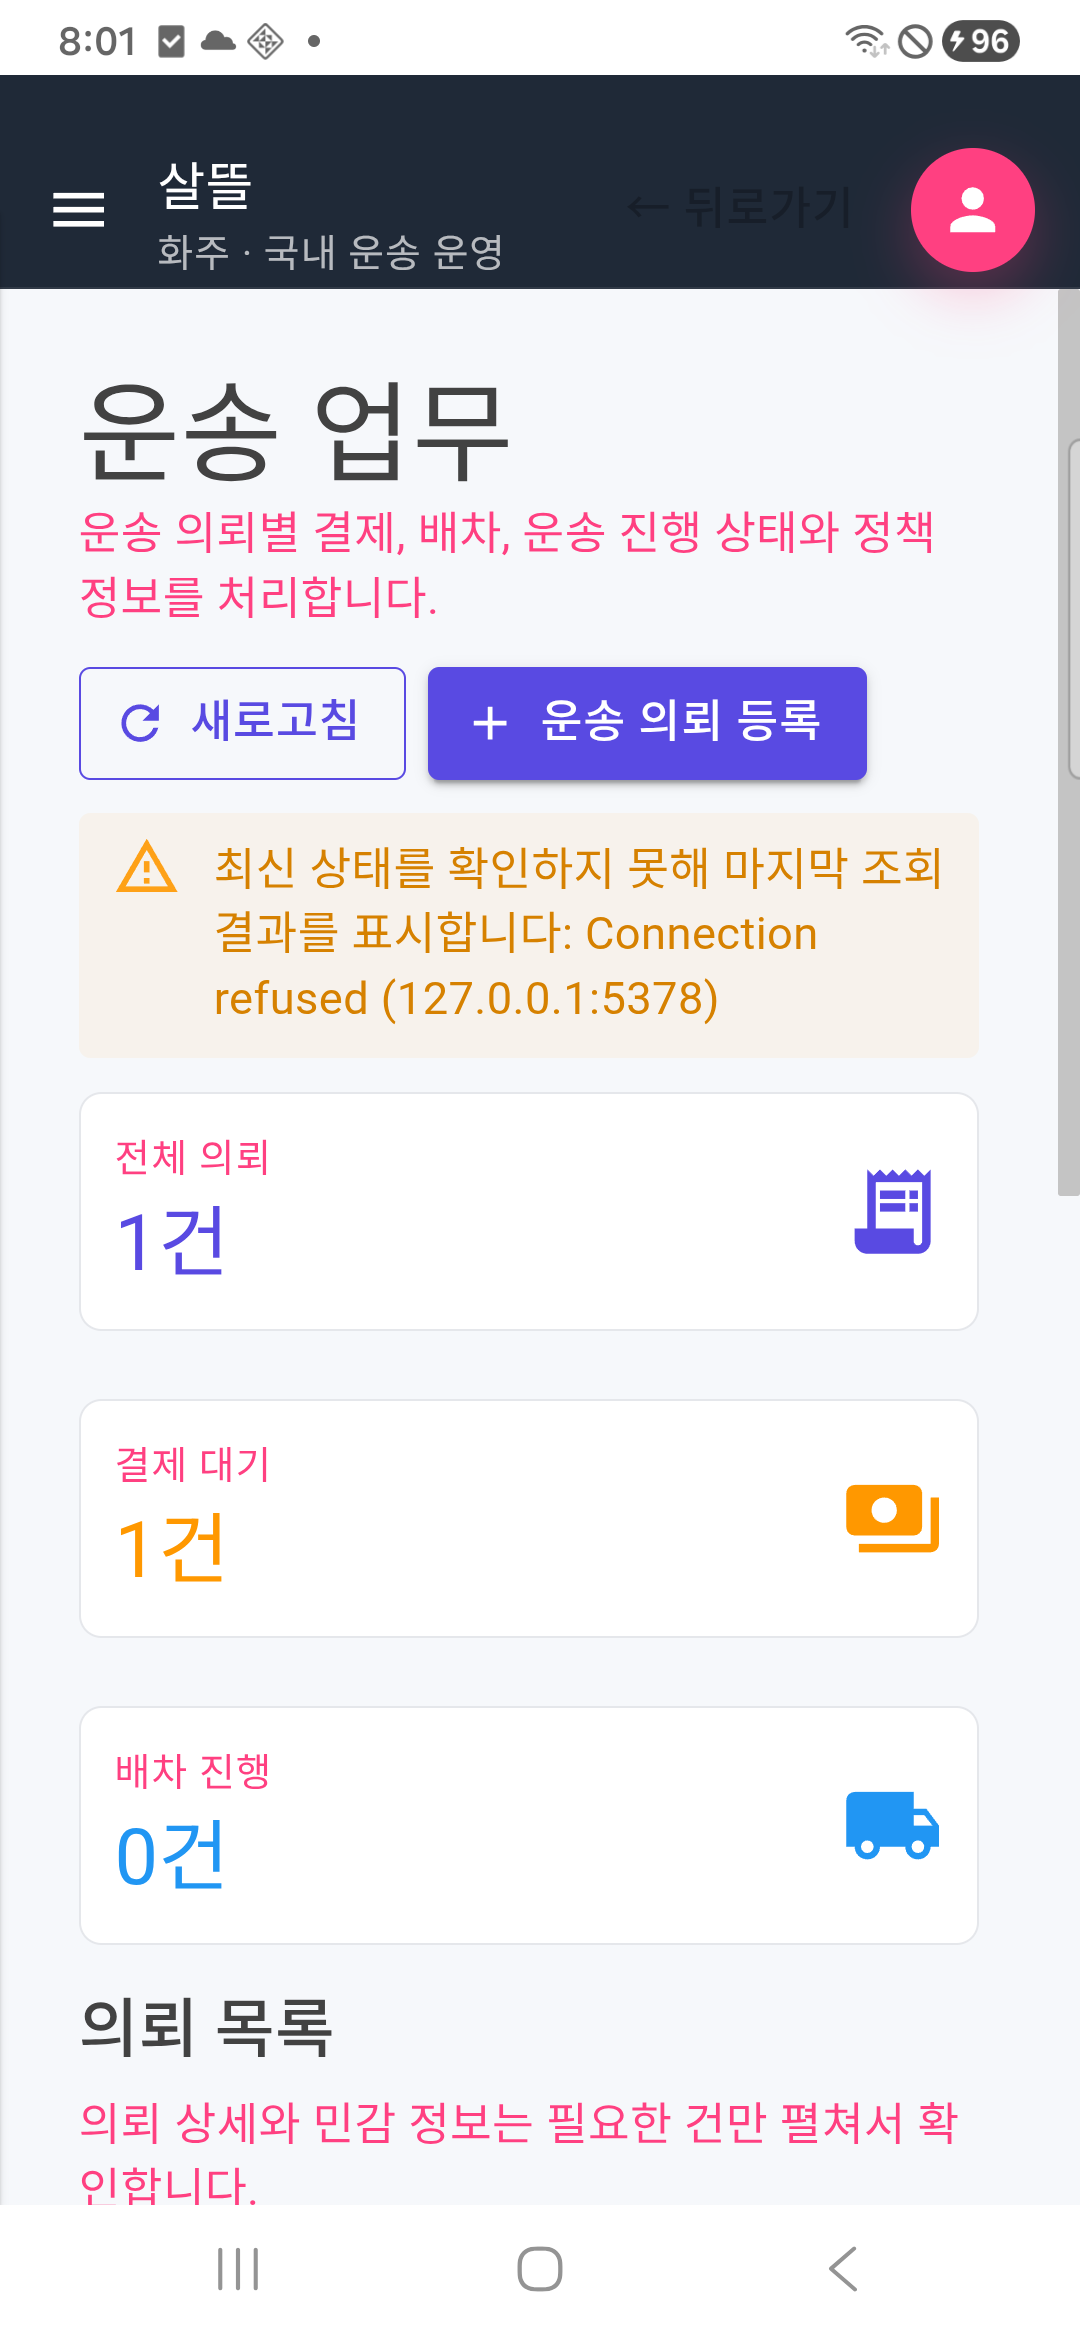 8:01
96
살뜰
화주 · 국내 운송 운영
← 뒤로가기
운송 업무
운송 의뢰별 결제, 배차, 운송 진행 상태와 정책
정보를 처리합니다.
새로고침
+ 운송 의뢰 등록
최신 상태를 확인하지 못해 마지막 조회
결과를 표시합니다: Connection
refused (127.0.0.1:5378)
전체 의뢰
1건
결제 대기
1건
배차 진행
0건
의뢰 목록
의뢰 상세와 민감 정보는 필요한 건만 펼쳐서 확
인합니다.